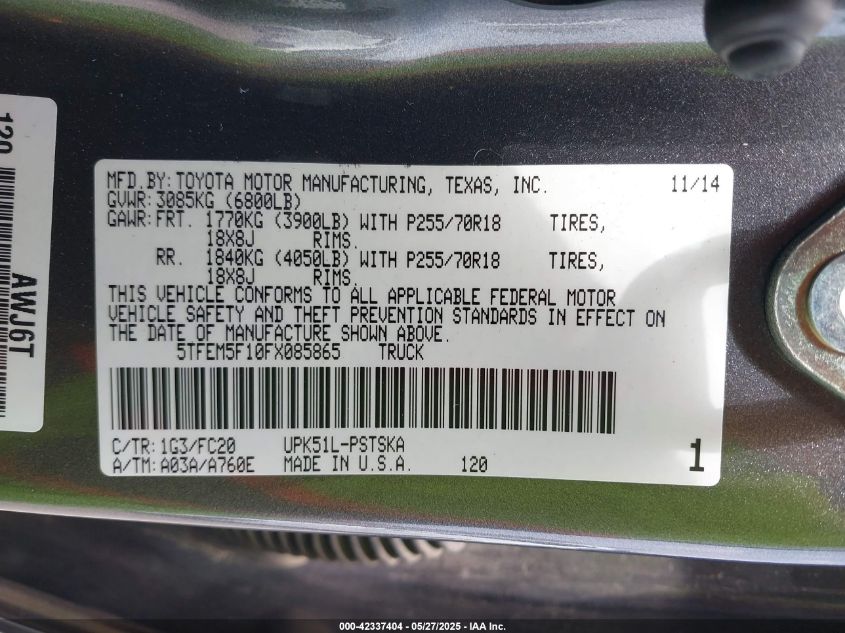 120
AWJ6T
MFD.BY:TOYOTA MOTOR MANUFACTURING, TEXAS, INC. 11/14
GVWR:3085KG (6800LB)
GAWR:FRT. 1770KG (3900LB) WITH P255/70R18 TIRES,
18X8J RIMS.
RR. 1840KG (4050LB) WITH P255/70R18 TIRES,
18X8J RIMS.
THIS VEHICLE CONFORMS TO ALL APPLICABLE FEDERAL MOTOR
VEHICLE SAFETY AND THEFT PREVENTION STANDARDS IN EFFECT ON
THE DATE OF MANUFACTURE SHOWN ABOVE.
5TFEM5F10FX085865 TRUCK
C/TR:1G3/FC20 UPK51L-PSTSKA
A/TM:A03A/A760E MADE IN U.S.A. 120 1
000-42337404 — 05/27/2025 — IAA Inc.